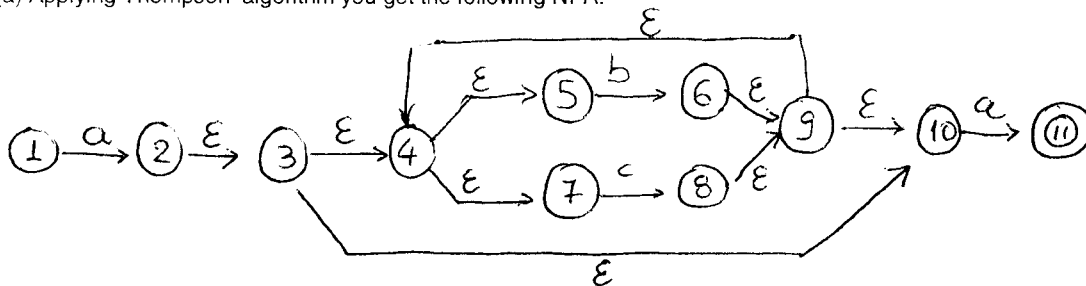 (a) Applying Thompson algorithm you get the following NFA:
ε
ε b ε
5 6
1 a 2 ε 3 ε 4 9 ε 10 a 11
ε 7 c 8 ε
ε